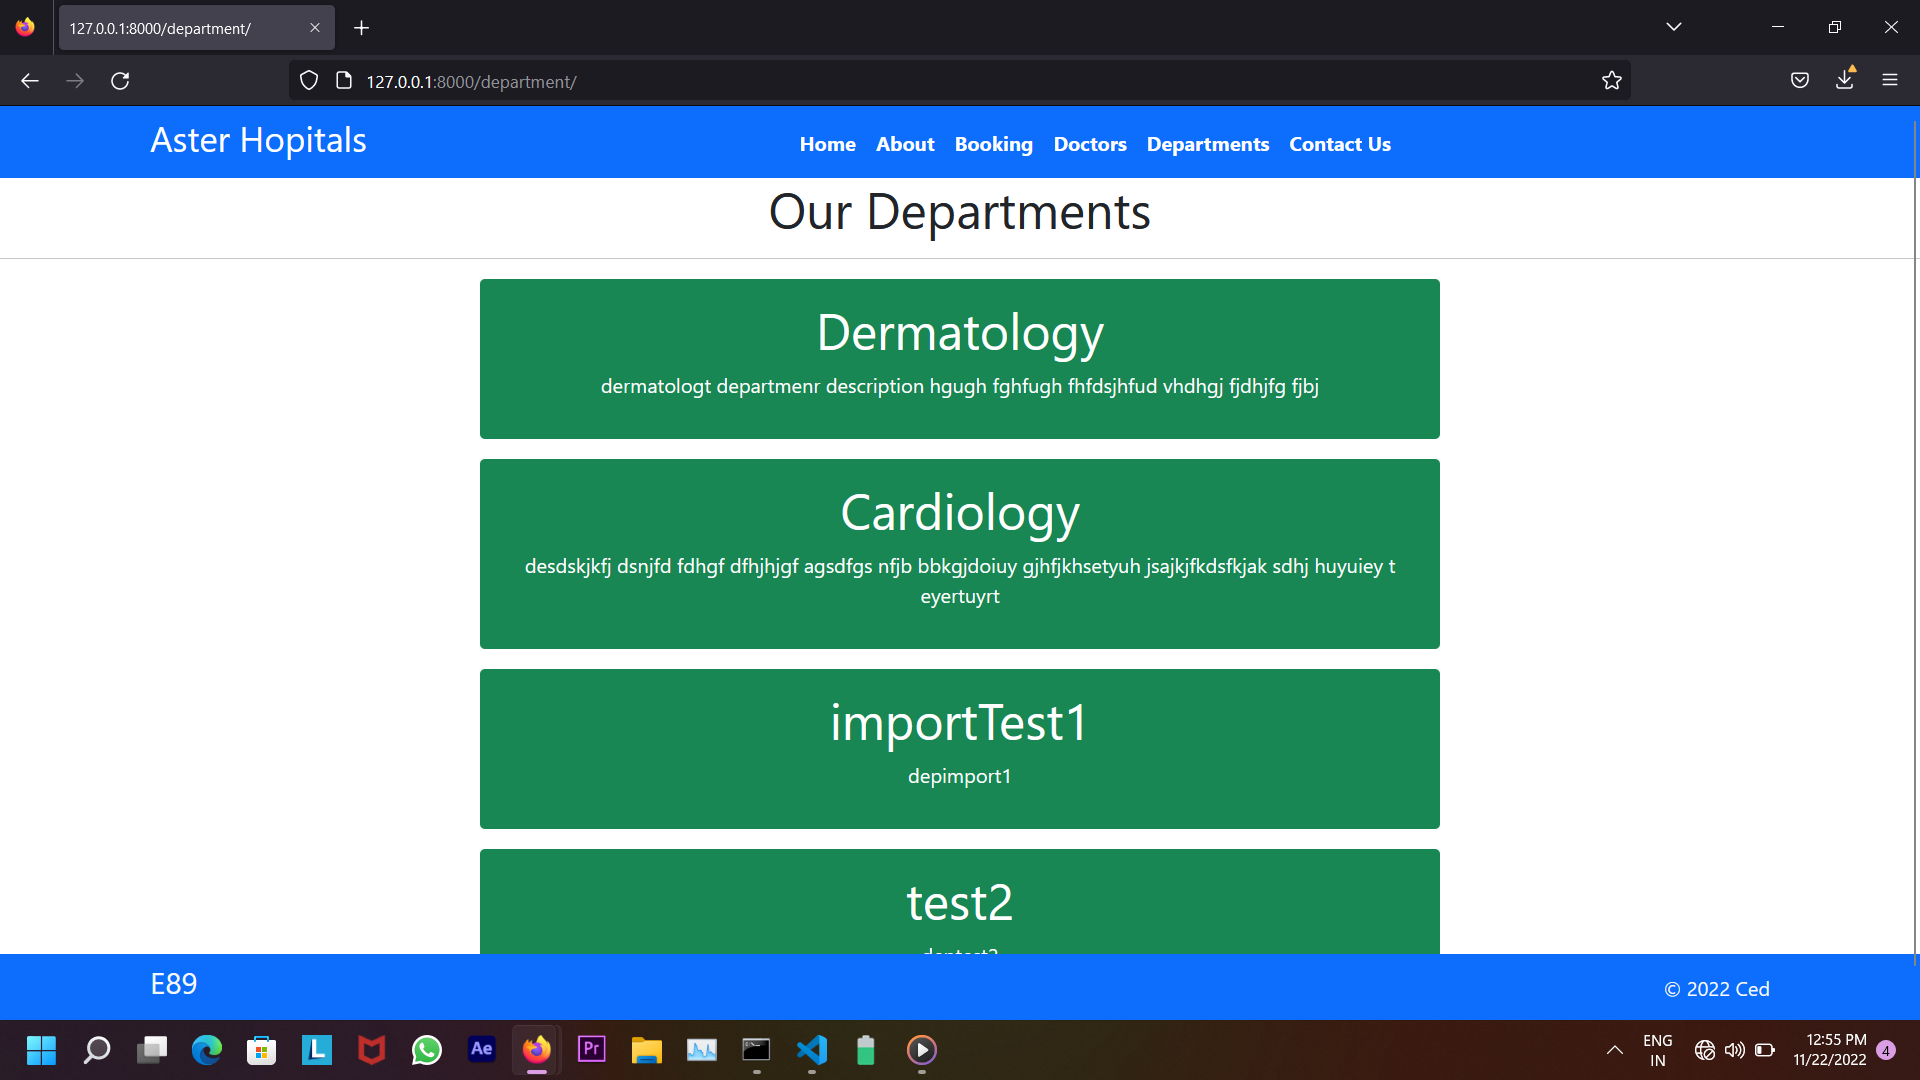 127.0.0.1:8000/department/
127.0.0.1:8000/department/
Aster Hopitals
Home About Booking Doctors Departments Contact Us
Our Departments
Dermatology
dermatologt departmenr description hgugh fghfugh fhfdsjhfud vhdhgj fjdhjfg fjbj
Cardiology
desdskjkfj dsnjfd fdhgf dfhjhjgf agsdfgs nfjb bbkgjdoiuy gjhfjkhsetyuh jsajkjfkdsfkjak sdhj huyuiey t
eyertuyrt
importTest1
depimport1
test2
E89
© 2022 Ced
L
Ae
Pr
ENG
IN
12:55 PM
11/22/2022
4